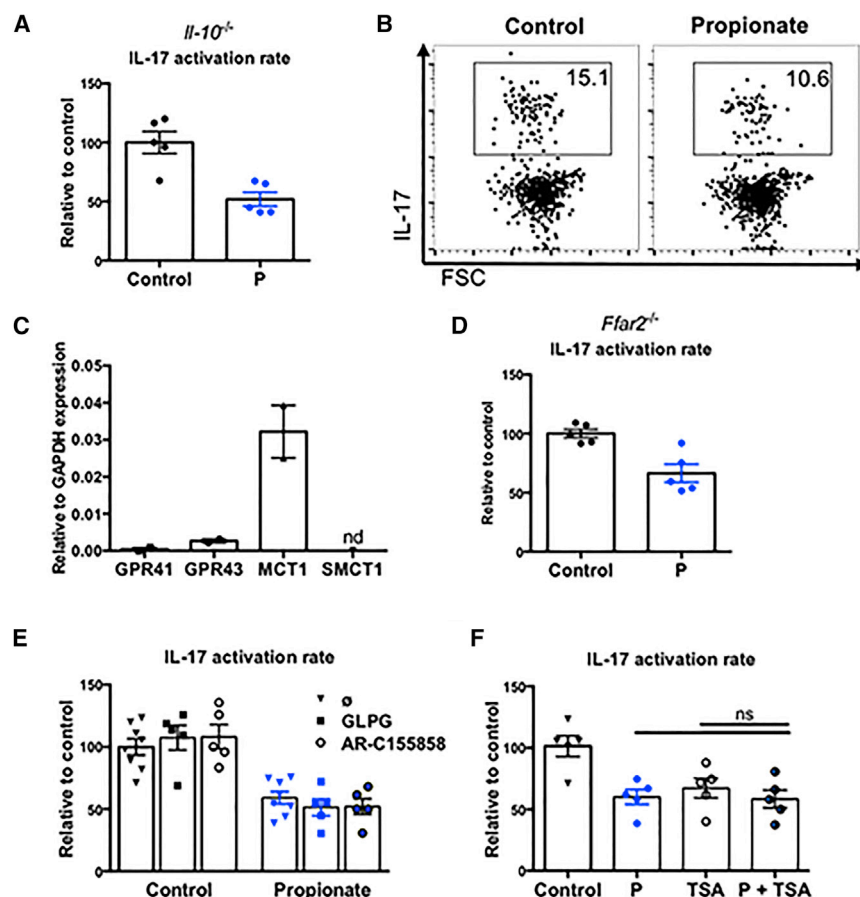 A
Il-10-/-
IL-17 activation rate
Relative to control
150
100
50
0
Control P
B
Control Propionate
15.1 10.6
IL-17
FSC
C
Relative to GAPDH expression
0.05
0.04
0.03
0.02
0.01
0.00
nd
GPR41 GPR43 MCT1 SMCT1
D
Ffar2-/-
IL-17 activation rate
Relative to control
150
100
50
0
Control P
E
IL-17 activation rate
Relative to control
150
100
50
0
ø
GLPG
AR-C155858
Control Propionate
F
IL-17 activation rate
Relative to control
150
100
50
0
ns
Control P TSA P + TSA